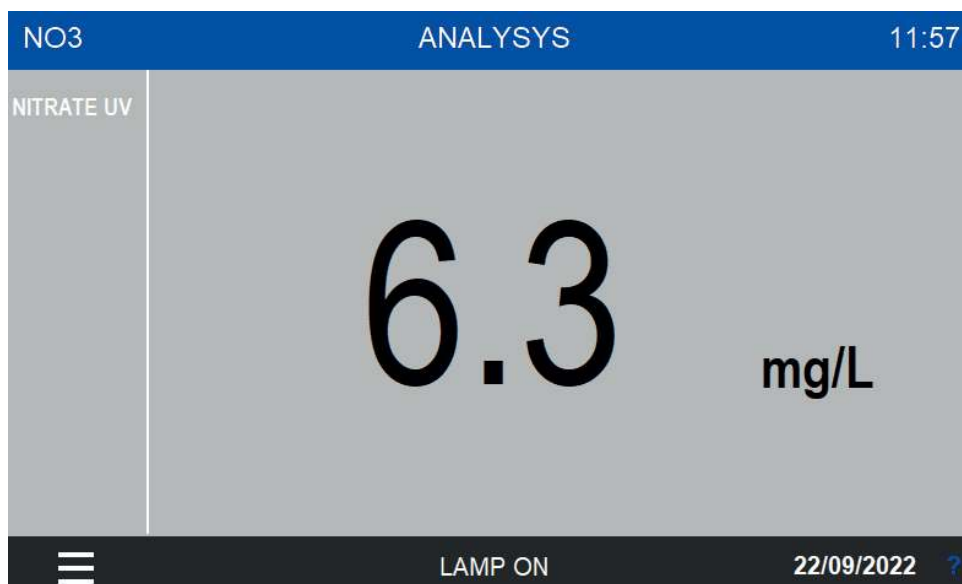 NO3 ANALYSYS 11:57
NITRATE UV
6.3 mg/L
LAMP ON 22/09/2022 ?